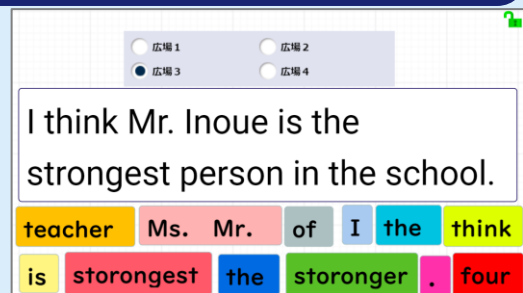 広場1 広場2
広場3 広場4
I think Mr. Inoue is the
strongest person in the school.
teacher Ms. Mr. of I the think
is storongest the storonger . four